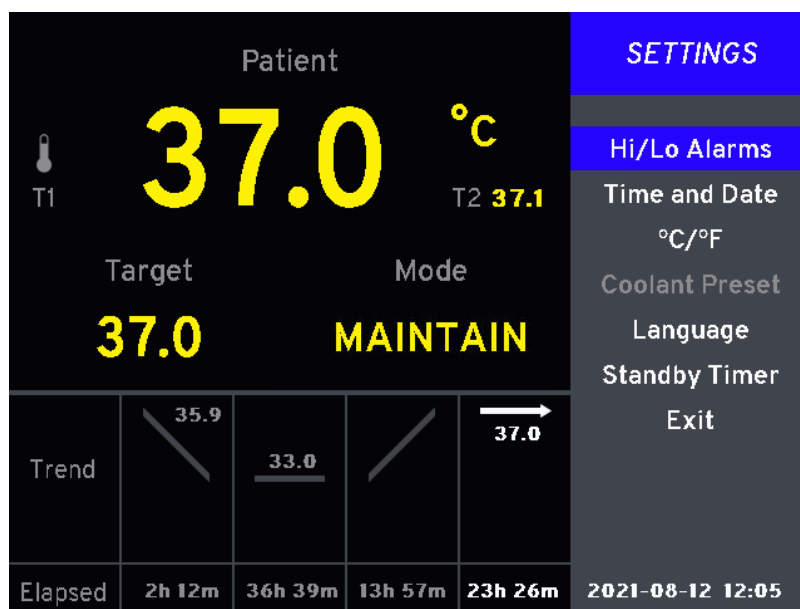 Patient
37.0 °C
T1
T2 37.1
Target
37.0
Mode
MAINTAIN
Trend
35.9
33.0
37.0
Elapsed
2h 12m
36h 39m
13h 57m
23h 26m
SETTINGS
Hi/Lo Alarms
Time and Date
°C/°F
Coolant Preset
Language
Standby Timer
Exit
2021-08-12 12:05